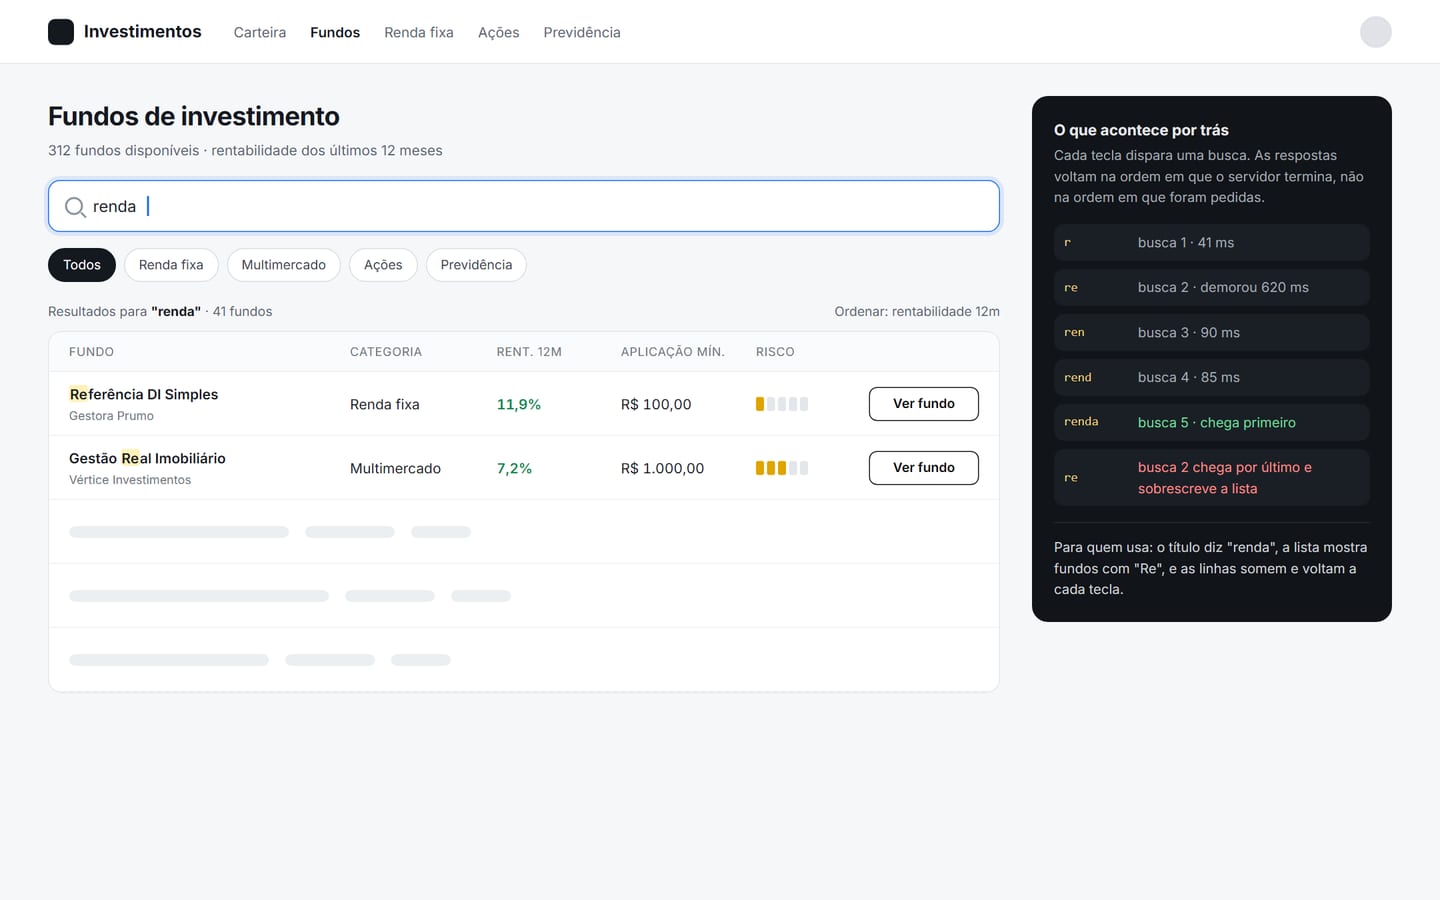 Investimentos
Carteira
Fundos
Renda fixa
Ações
Previdência
Fundos de investimento
312 fundos disponíveis · rentabilidade dos últimos 12 meses
renda
Todos
Renda fixa
Multimercado
Ações
Previdência
Resultados para "renda" · 41 fundos
Ordenar: rentabilidade 12m
FUNDO
CATEGORIA
RENT. 12M
APLICAÇÃO MÍN.
RISCO
Referência DI Simples
Gestora Prumo
Renda fixa
11,9%
R$ 100,00
Ver fundo
Gestão Real Imobiliário
Vértice Investimentos
Multimercado
7,2%
R$ 1.000,00
Ver fundo
O que acontece por trás
Cada tecla dispara uma busca. As respostas
voltam na ordem em que o servidor termina, não
na ordem em que foram pedidas.
r
busca 1 · 41 ms
re
busca 2 · demorou 620 ms
ren
busca 3 · 90 ms
rend
busca 4 · 85 ms
renda
busca 5 · chega primeiro
re
busca 2 chega por último e
sobrescreve a lista
Para quem usa: o título diz "renda", a lista mostra
fundos com "Re", e as linhas somem e voltam a
cada tecla.